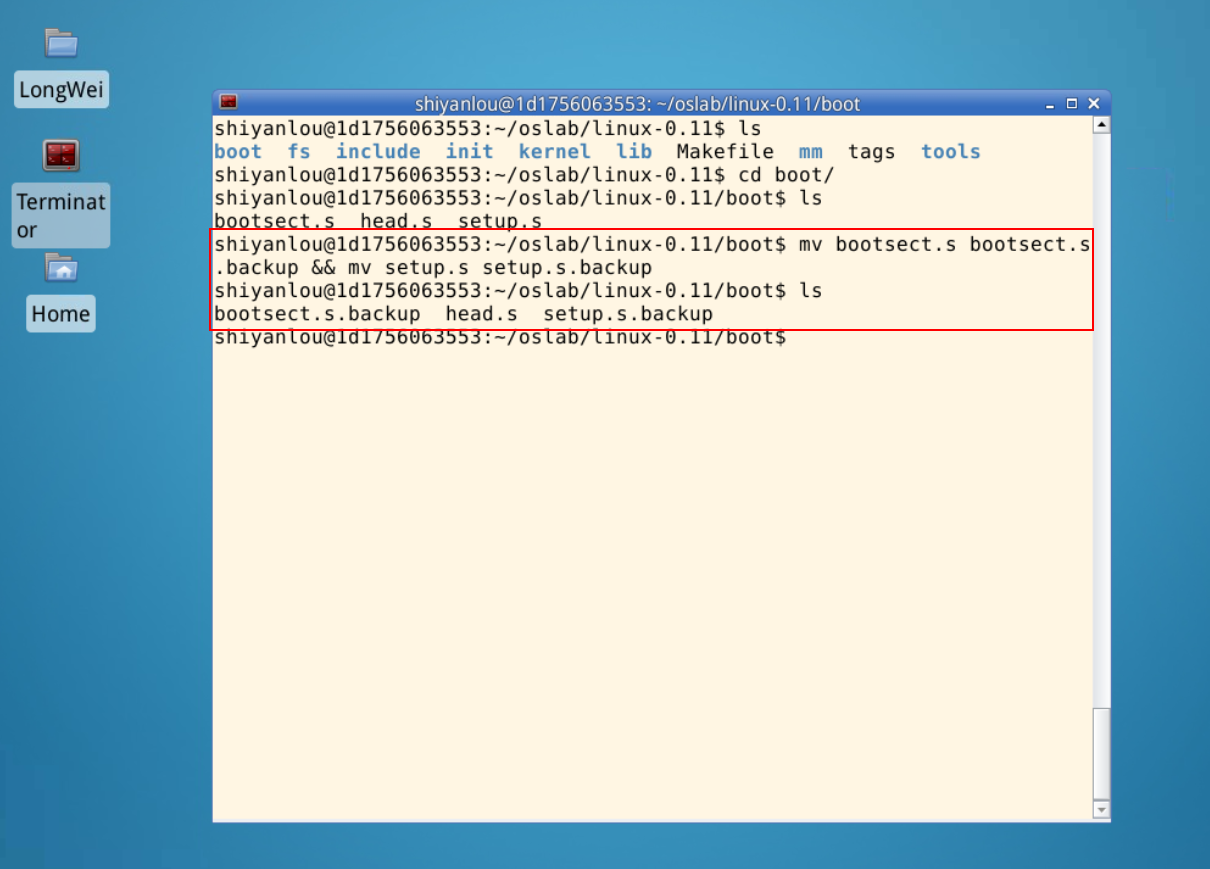 LongWei
Terminat
or
Home
shiyanlou@1d1756063553: ~/oslab/linux-0.11/boot
shiyanlou@1d1756063553:~/oslab/linux-0.11$ ls
boot  fs  include  init  kernel  lib  Makefile  mm  tags  tools
shiyanlou@1d1756063553:~/oslab/linux-0.11$ cd boot/
shiyanlou@1d1756063553:~/oslab/linux-0.11/boot$ ls
bootsect.s  head.s  setup.s
shiyanlou@1d1756063553:~/oslab/linux-0.11/boot$ mv bootsect.s bootsect.s
.backup && mv setup.s setup.s.backup
shiyanlou@1d1756063553:~/oslab/linux-0.11/boot$ ls
bootsect.s.backup  head.s  setup.s.backup
shiyanlou@1d1756063553:~/oslab/linux-0.11/boot$